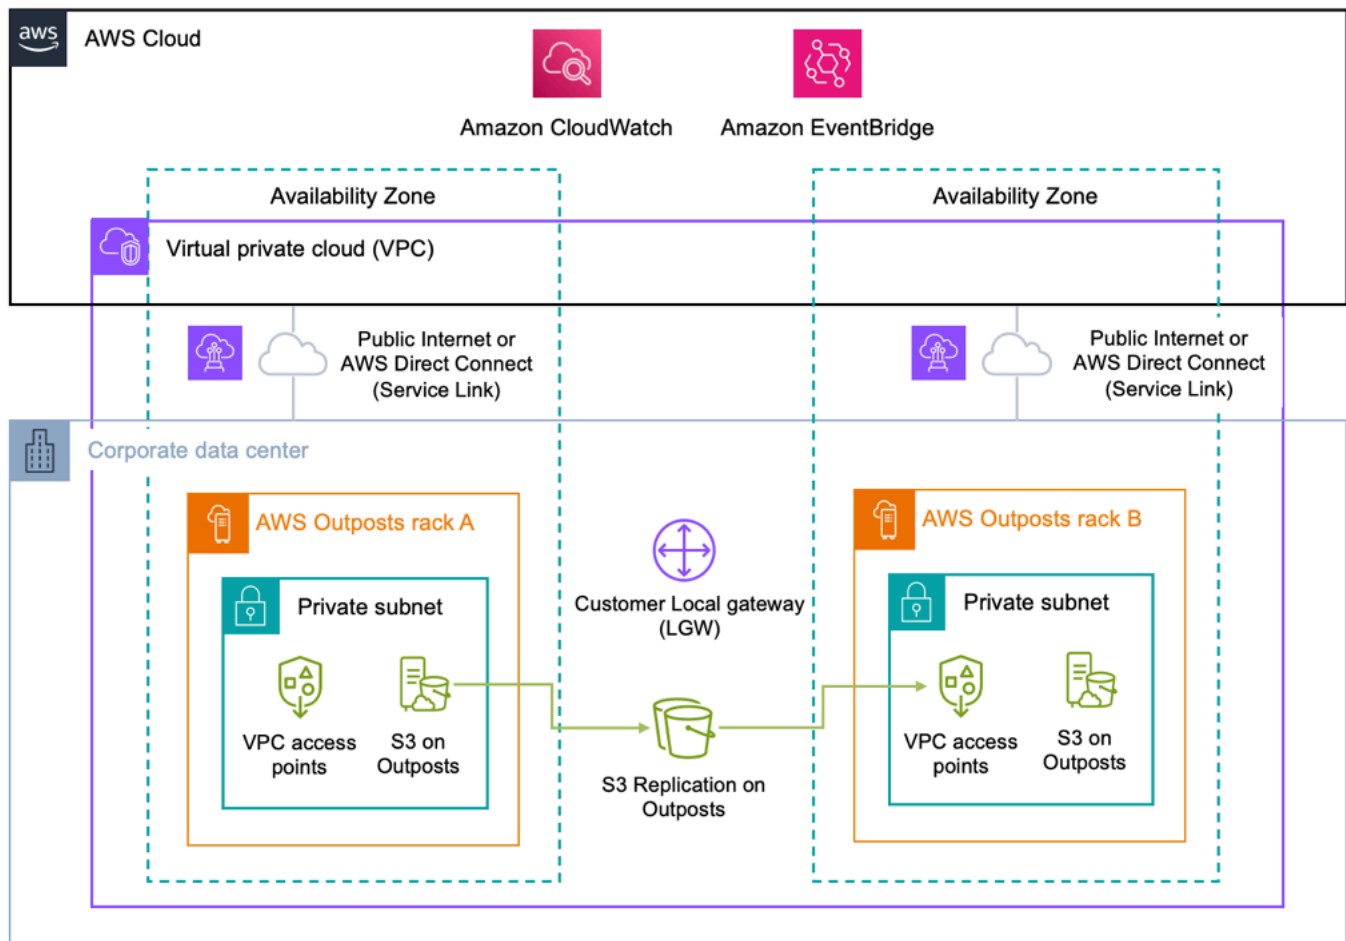 aws
AWS Cloud
Amazon CloudWatch
Amazon EventBridge
Availability Zone
Availability Zone
Virtual private cloud (VPC)
Public Internet or
AWS Direct Connect
(Service Link)
Public Internet or
AWS Direct Connect
(Service Link)
Corporate data center
AWS Outposts rack A
AWS Outposts rack B
Private subnet
Customer Local gateway
(LGW)
Private subnet
VPC access
points
S3 on
Outposts
S3 Replication on
Outposts
VPC access
points
S3 on
Outposts